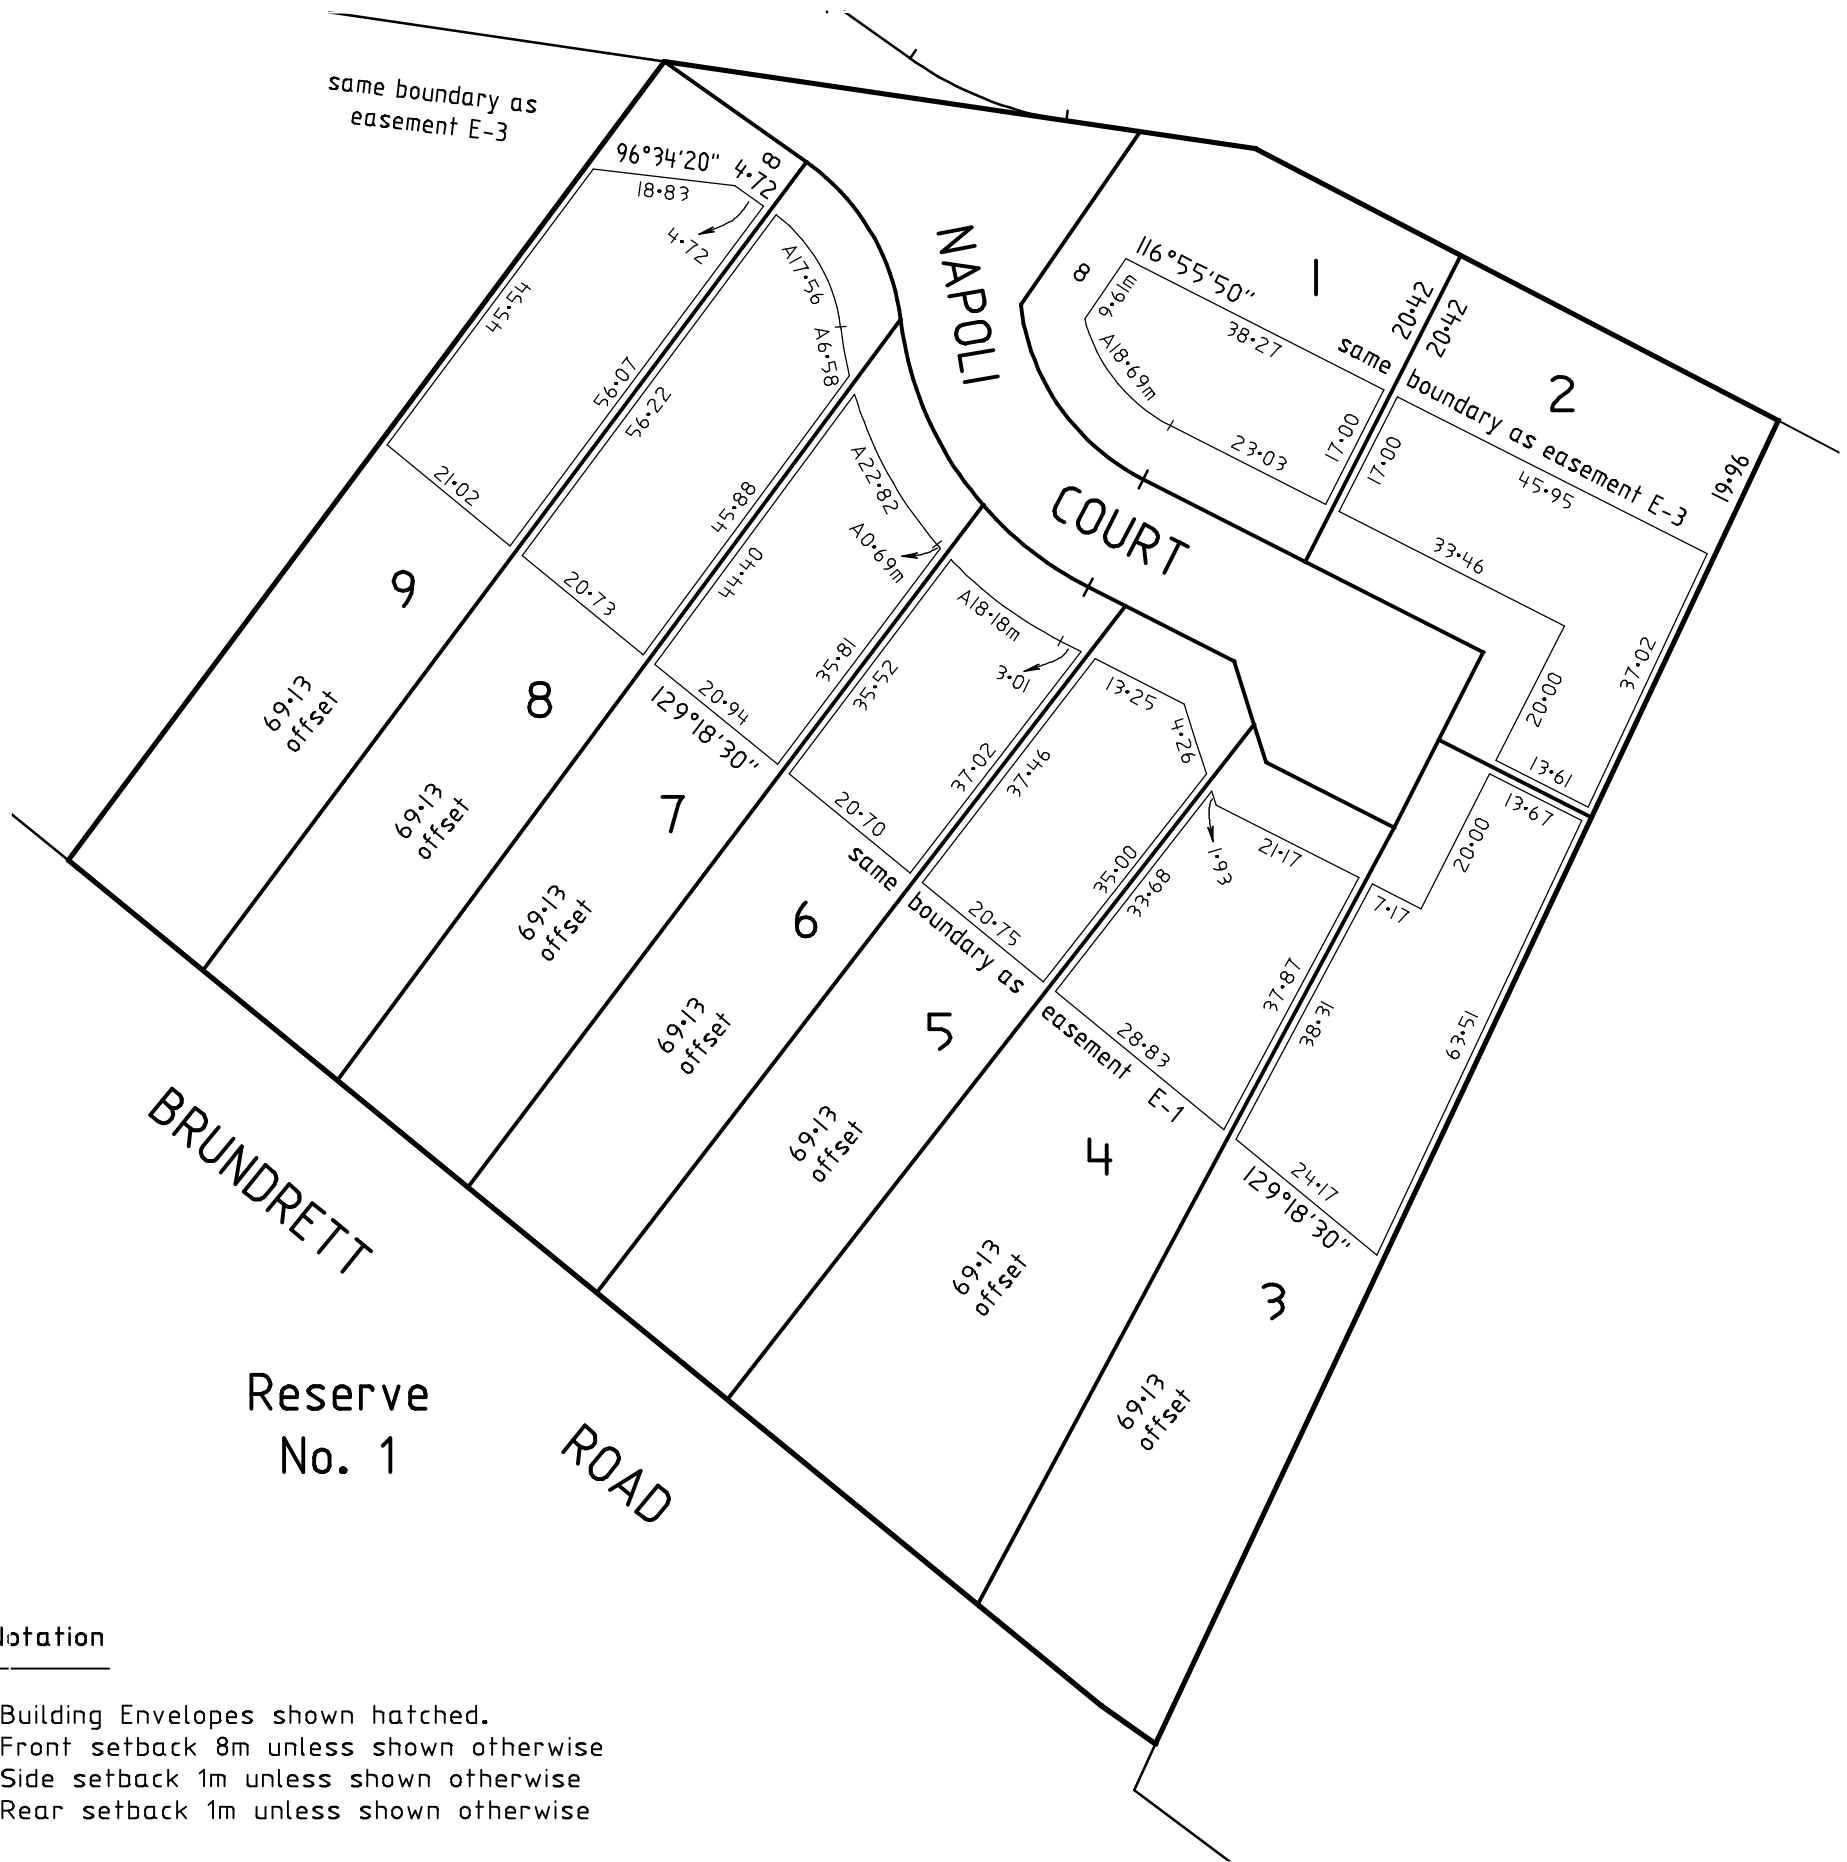 same boundary as
easement E-3
96°34'20"
8
4·72
18·83
4·72
45·54
56·07
21·02
9
69·13
offset
A17·56
A6·58
56·22
45·88
20·73
8
69·13
offset
A22·82
A0·69m
44·40
35·81
20·94
129°18'30"
7
69·13
offset
A18·18m
3·01
35·52
37·02
20·70
6
69·13
offset
13·25
4·26
37·46
35·00
20·75
5
69·13
offset
1·93
21·17
33·68
37·87
28·83
same
boundary as
easement E-1
4
69·13
offset
13·67
20·00
7·17
38·31
63·51
24·17
129°18'30"
3
69·13
offset
NAPOLI
COURT
1
116°55'50"
8
9·61m
38·27
A18·69m
23·03
17·00
20·42
20·42
same
boundary as easement E-3
2
19·96
17·00
45·95
33·46
20·00
37·02
13·61
BRUNDRETT
ROAD
Reserve
No. 1
Notation
Building Envelopes shown hatched.
Front setback 8m unless shown otherwise
Side setback 1m unless shown otherwise
Rear setback 1m unless shown otherwise